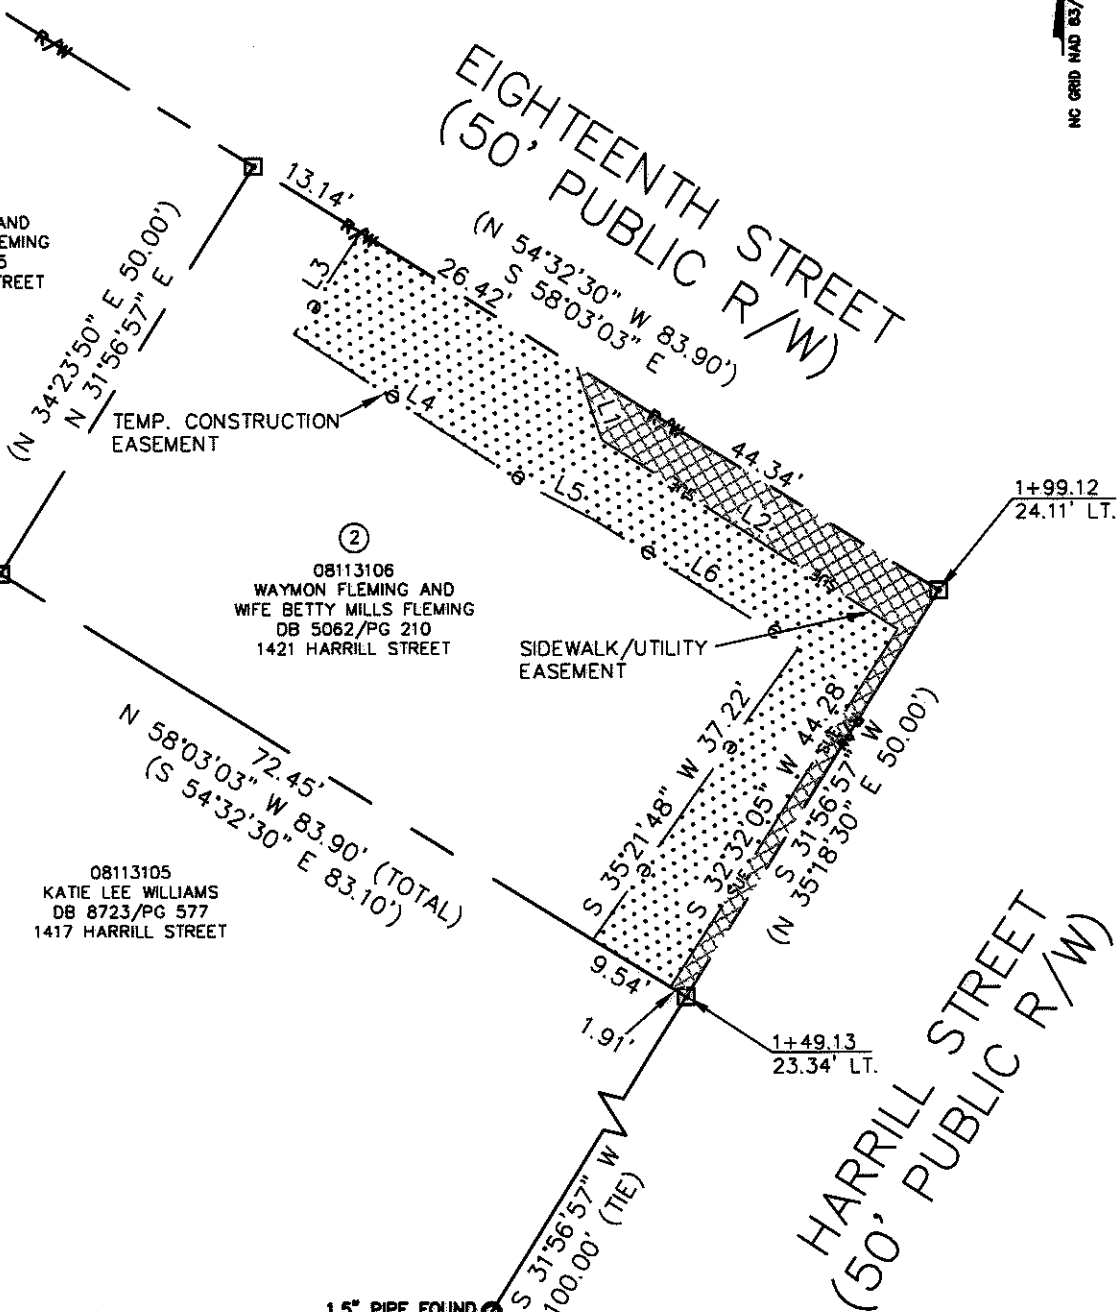 NC GRID NAD 83/
R/W
EIGHTEENTH STREET
(50' PUBLIC R/W)
13.14'
R/W
(N 54°32'30" W 83.90')
S 58°03'03" E
26.42'
AND
EMING
5
REET
L3
(N 34°23'50" E 50.00')
N 31°56'57" E
TEMP. CONSTRUCTION
EASEMENT
L4
L1
R/W
44.34'
SUE
L5
L2
1+99.12
24.11' LT.
2
08113106
WAYMON FLEMING AND
WIFE BETTY MILLS FLEMING
DB 5062/PG 210
1421 HARRILL STREET
L6
SUE
SIDEWALK/UTILITY
EASEMENT
N 58°03'03" W 83.90' (TOTAL)
72.45'
(S 54°32'30" E 83.10')
S 35°21'48" W 37.22'
S 32°32'05" W 44.28'
SUE
SUE
S 31°56'57" W
(N 35°18'30" E 50.00')
08113105
KATIE LEE WILLIAMS
DB 8723/PG 577
1417 HARRILL STREET
9.54'
1.91'
1+49.13
23.34' LT.
HARRILL STREET
(50' PUBLIC R/W)
S 31°56'57" W
100.00' (TIE)
1.5" PIPE FOUND